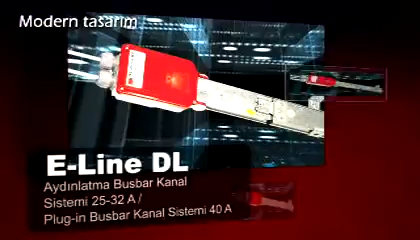 Modern tasarım
E-Line DL
Aydınlatma Busbar Kanal
Sistemi 25-32 A /
Plug-in Busbar Kanal Sistemi 40 A